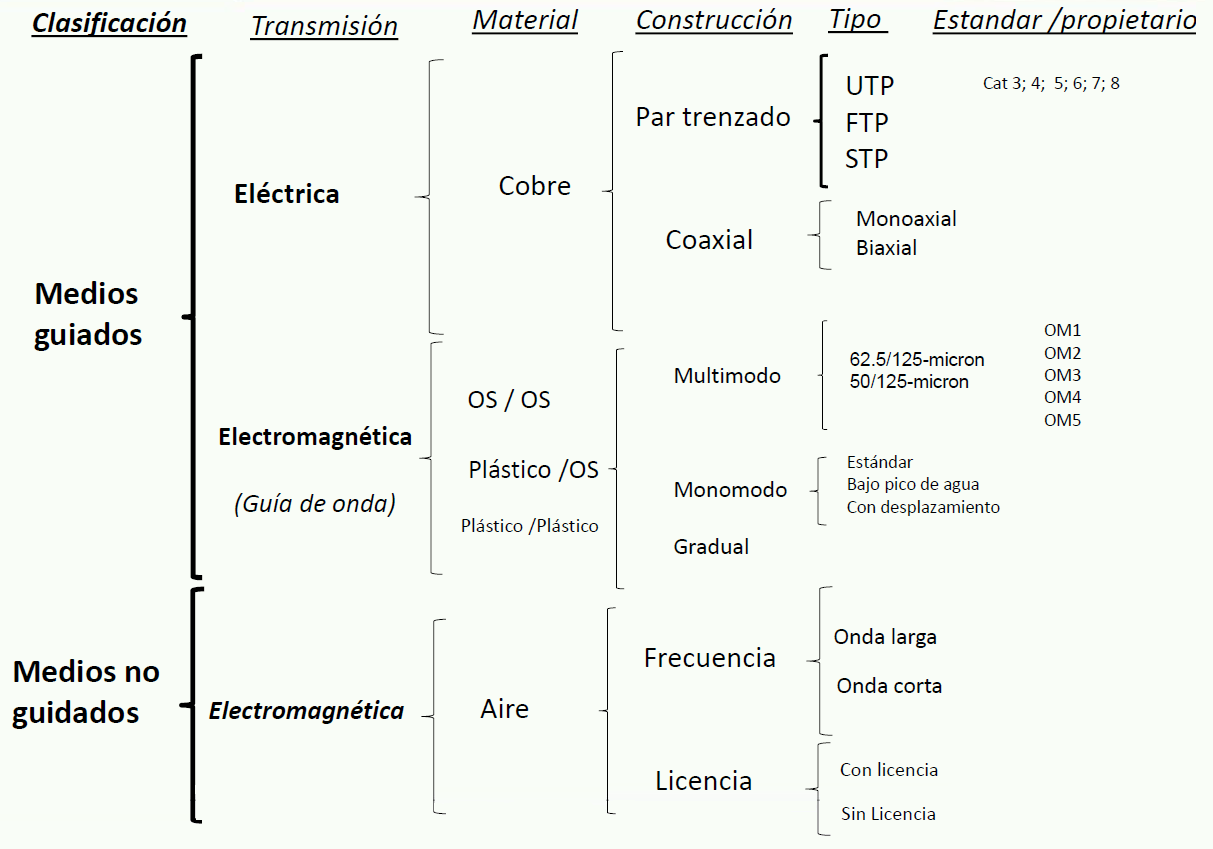 Clasificación
Transmisión
Material
Construcción
Tipo
Estandar /propietario
Medios
guiados
Eléctrica
Cobre
Par trenzado
UTP
FTP
STP
Cat 3; 4; 5; 6; 7; 8
Coaxial
Monoaxial
Biaxial
Electromagnética
(Guía de onda)
OS / OS
Plástico /OS
Plástico /Plástico
Multimodo
62.5/125-micron
50/125-micron
OM1
OM2
OM3
OM4
OM5
Monomodo
Estándar
Bajo pico de agua
Con desplazamiento
Gradual
Medios no
guidados
Electromagnética
Aire
Frecuencia
Onda larga
Onda corta
Licencia
Con licencia
Sin Licencia